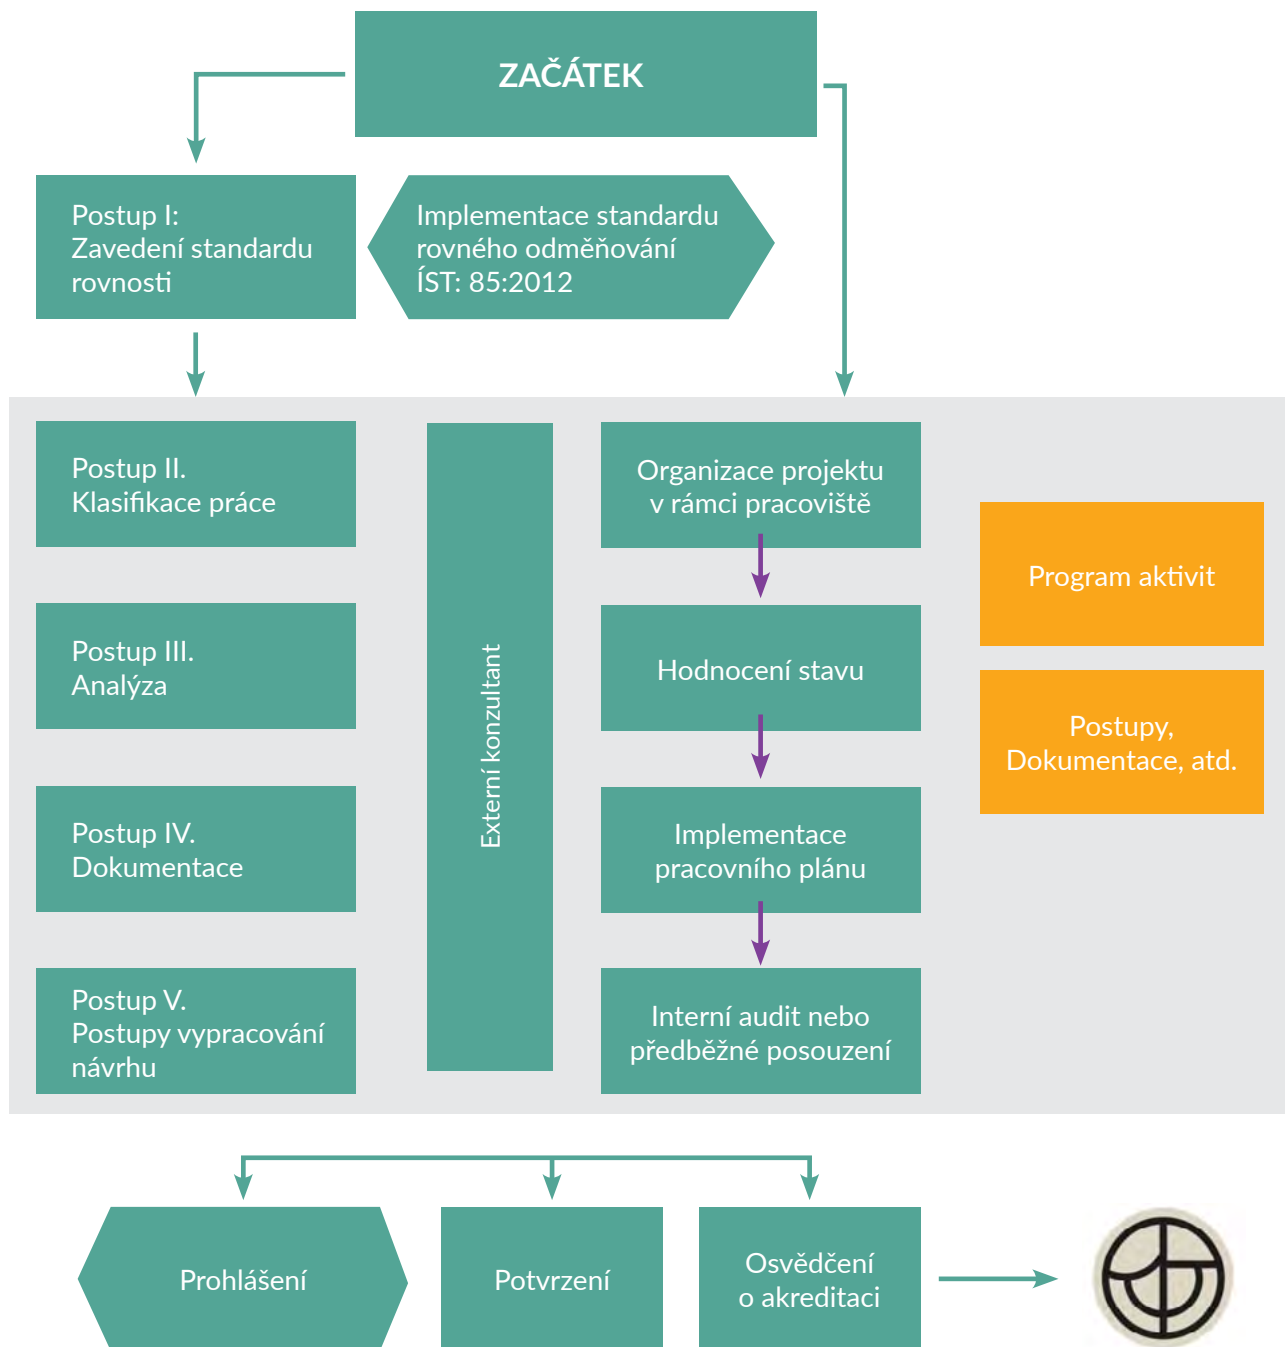 ZAČÁTEK
Postup I:
Zavedení standardu
rovnosti
Implementace standardu
rovného odměňování
ÍST: 85:2012
Postup II.
Klasifikace práce
Postup III.
Analýza
Postup IV.
Dokumentace
Postup V.
Postupy vypracování
návrhu
Externí konzultant
Organizace projektu
v rámci pracoviště
Hodnocení stavu
Implementace
pracovního plánu
Interní audit nebo
předběžné posouzení
Program aktivit
Postupy,
Dokumentace, atd.
Prohlášení
Potvrzení
Osvědčení
o akreditaci